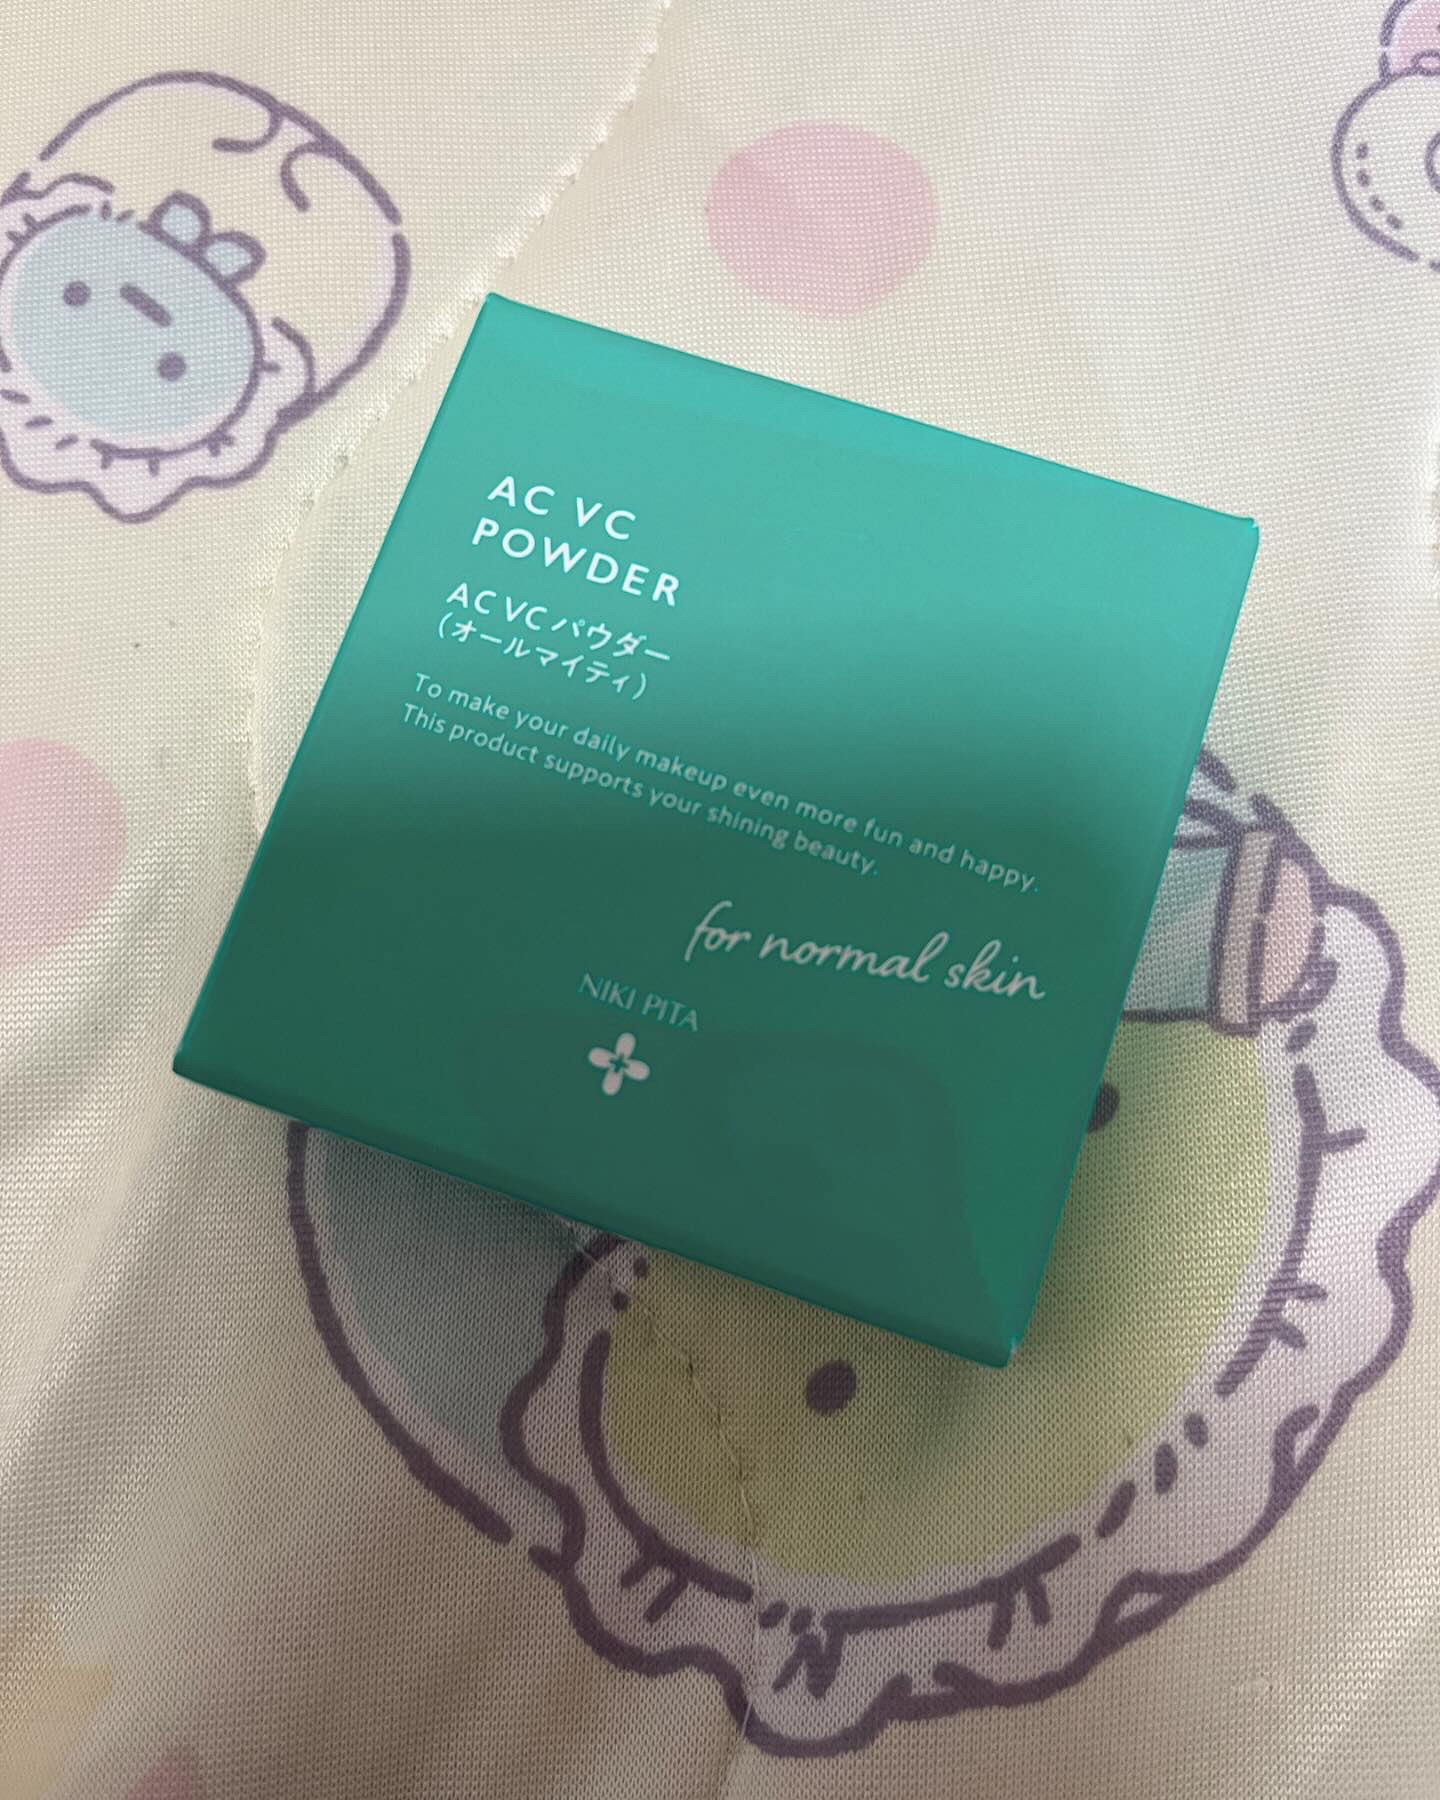 AC VC
POWDER
AC VCパウダー
(オールマイティ)
To make your daily makeup even more fun and happy.
This product supports your shining beauty.
for normal skin
NIKI PITA